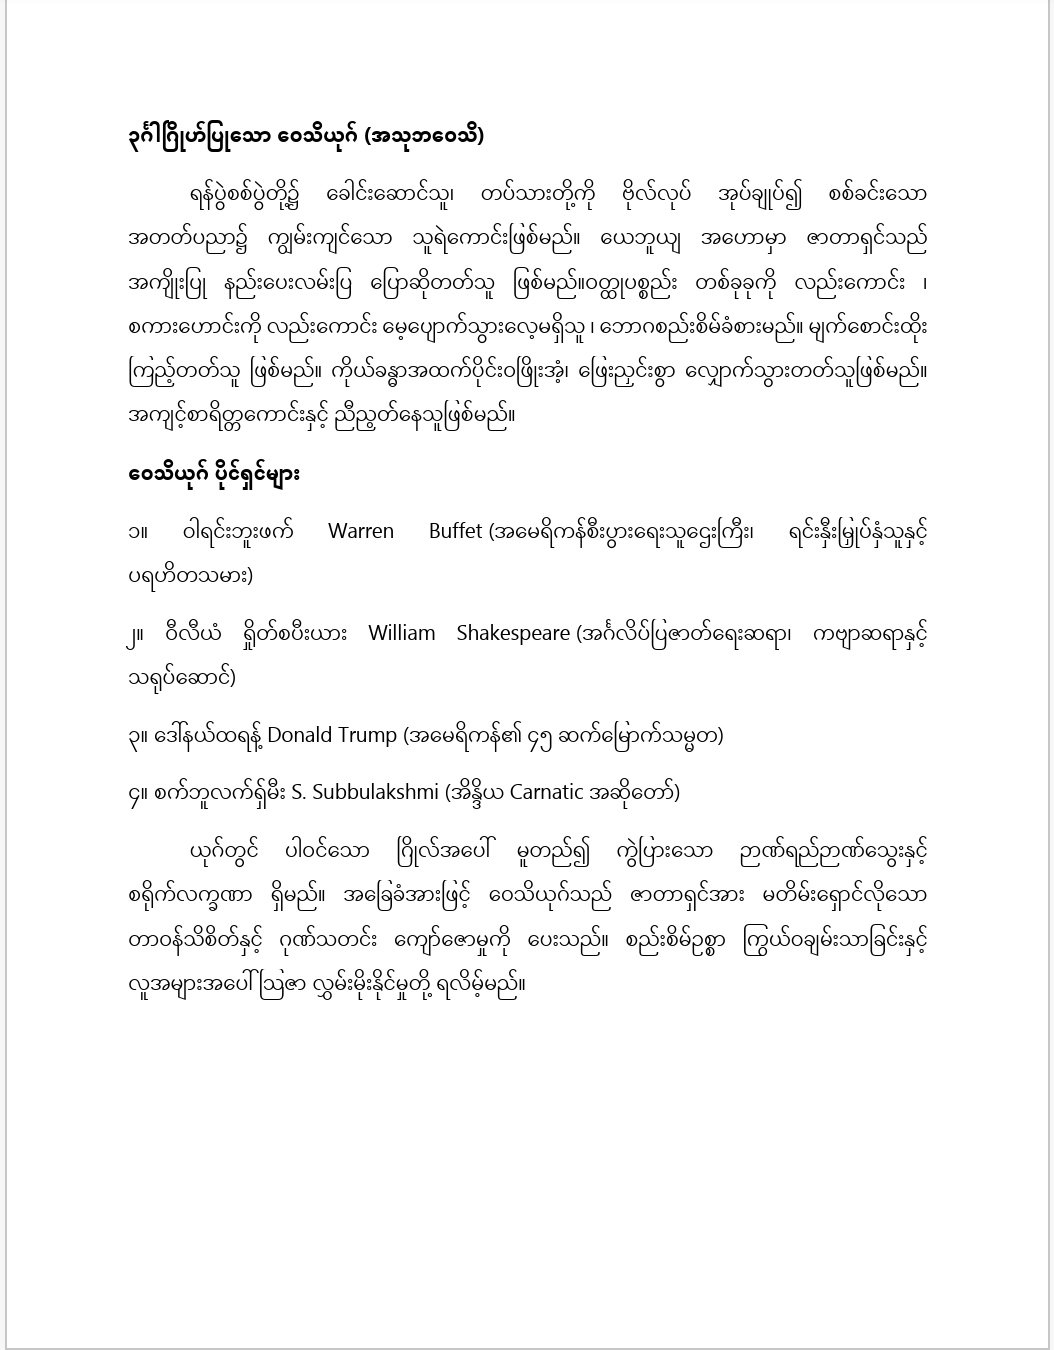 ၃င်္ဂါဂြိုဟ်ပြုသော ဝေသိယုဂ် (အသုဘဝေသိ)
ရန်ပွဲစစ်ပွဲတို့၌ ခေါင်းဆောင်သူ၊ တပ်သားတို့ကို ဗိုလ်လုပ် အုပ်ချုပ်၍ စစ်ခင်းသော
အတတ်ပညာ၌ ကျွမ်းကျင်သော သူရဲကောင်းဖြစ်မည်။ ယေဘူယျ အဟောမှာ ဇာတာရှင်သည်
အကျိုးပြု နည်းပေးလမ်းပြ ပြောဆိုတတ်သူ ဖြစ်မည်။ဝတ္ထုပစ္စည်း တစ်ခုခုကို လည်းကောင်း ၊
စကားဟောင်းကို လည်းကောင်း မေ့ပျောက်သွားလေ့မရှိသူ ၊ ဘောဂစည်းစိမ်ခံစားမည်။ မျက်စောင်းထိုး
ကြည့်တတ်သူ ဖြစ်မည်။ ကိုယ်ခန္ဓာအထက်ပိုင်းဝဖြိုးအံ့၊ ဖြေးညှင်းစွာ လျှောက်သွားတတ်သူဖြစ်မည်။
အကျင့်စာရိတ္တကောင်းနှင့် ညီညွတ်နေသူဖြစ်မည်။
ဝေသိယုဂ် ပိုင်ရှင်များ
၁။ ဝါရင်းဘူးဖက် Warren Buffet (အမေရိကန်စီးပွားရေးသူဌေးကြီး၊ ရင်းနှီးမြှုပ်နှံသူနှင့်
ပရဟိတသမား)
၂။ ဝီလီယံ ရှိတ်စပီးယား William Shakespeare (အင်္ဂလိပ်ပြဇာတ်ရေးဆရာ၊ ကဗျာဆရာနှင့်
သရုပ်ဆောင်)
၃။ ဒေါ်နယ်ထရန့် Donald Trump (အမေရိကန်၏ ၄၅ ဆက်မြောက်သမ္မတ)
၄။ စက်ဘူလက်ရှ်မီး S. Subbulakshmi (အိန္ဒိယ Carnatic အဆိုတော်)
ယုဂ်တွင် ပါဝင်သော ဂြိုလ်အပေါ် မူတည်၍ ကွဲပြားသော ဉာဏ်ရည်ဉာဏ်သွေးနှင့်
စရိုက်လက္ခဏာ ရှိမည်။ အခြေခံအားဖြင့် ဝေသိယုဂ်သည် ဇာတာရှင်အား မတိမ်းရှောင်လိုသော
တာဝန်သိစိတ်နှင့် ဂုဏ်သတင်း ကျော်ဇောမှုကို ပေးသည်။ စည်းစိမ်ဥစ္စာ ကြွယ်ဝချမ်းသာခြင်းနှင့်
လူအများအပေါ် ဩဇာ လွှမ်းမိုးနိုင်မှုတို့ ရလိမ့်မည်။